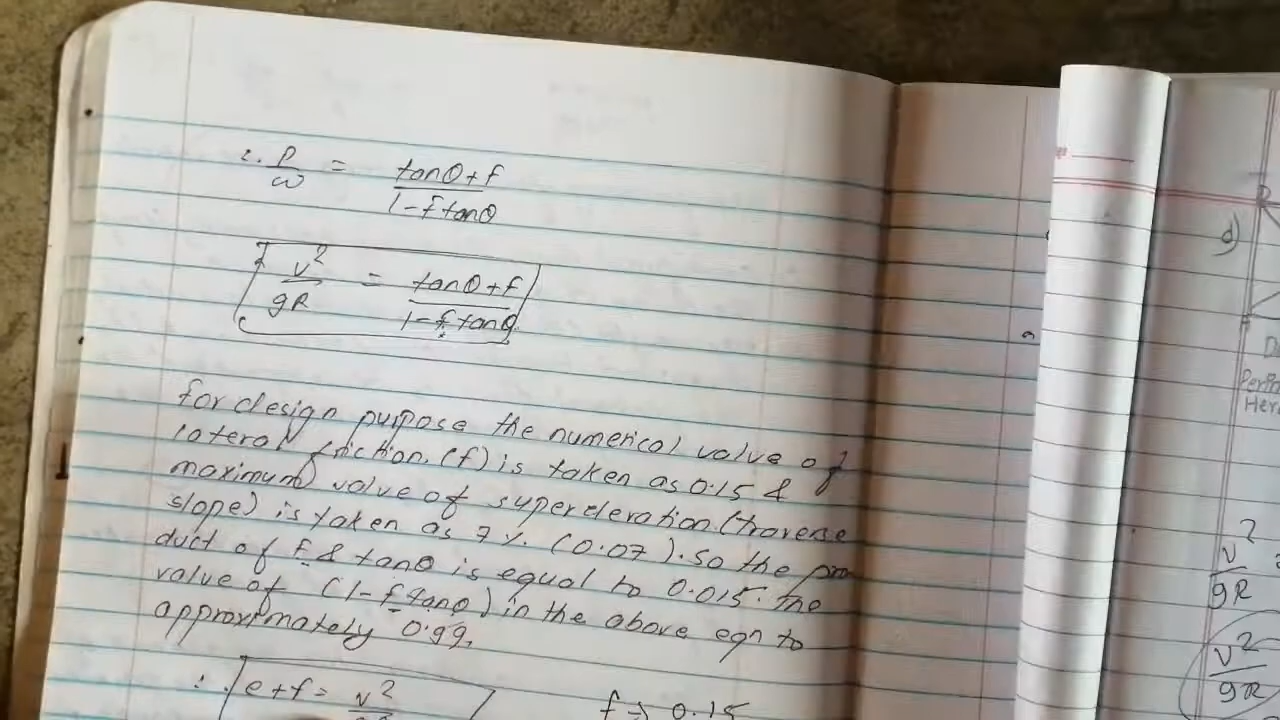 ∴ P/ω = tanθ+f / 1-f tanθ
v²/gR = tanθ+f / 1-f tanθ
for design purpose the numerical value of
lateral friction (f) is taken as 0.15 &
maximum value of superelevation (traverse
slope) is taken as 7%. (0.07). So the pro
duct of f & tanθ is equal to 0.015. The
value of (1-f tanθ) in the above eqn to
approximately 0.99.
∴ e+f = v²
f → 0.15
d)
v²/gR
v²/gR